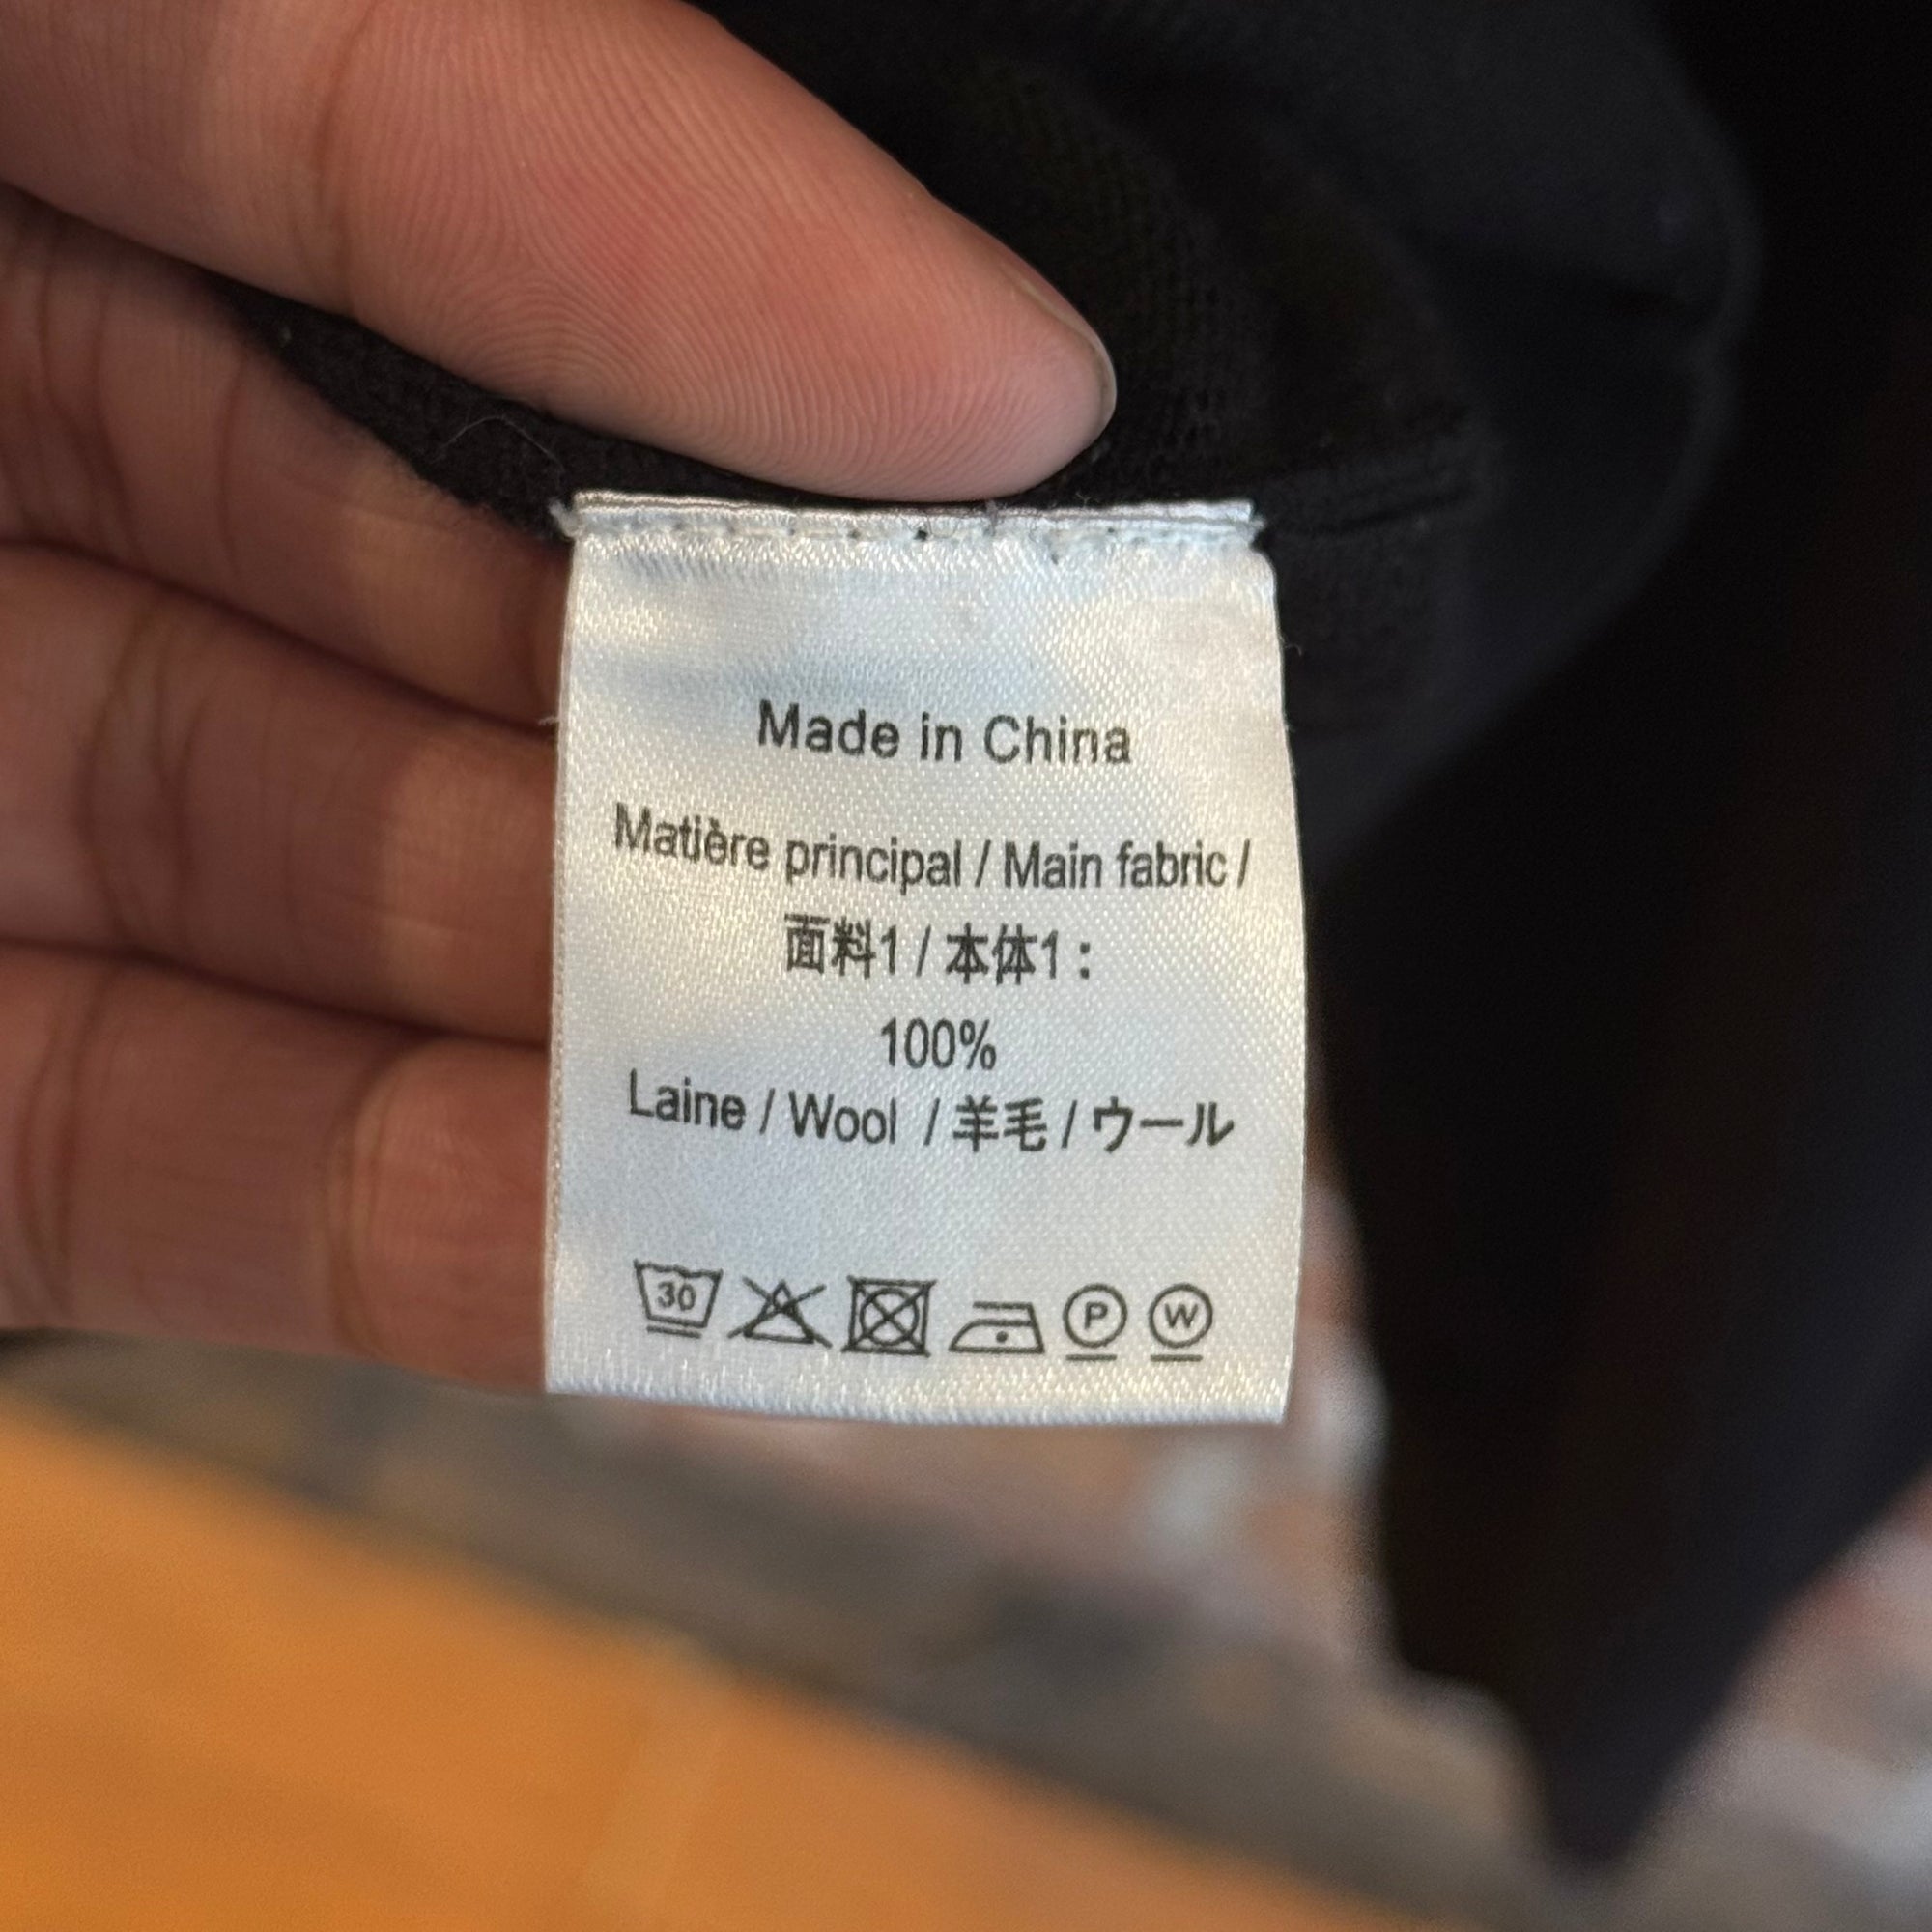 Made in China
Matière principal / Main fabric /
面料1 / 本体1 :
100%
Laine / Wool / 羊毛 / ウール
30 P W